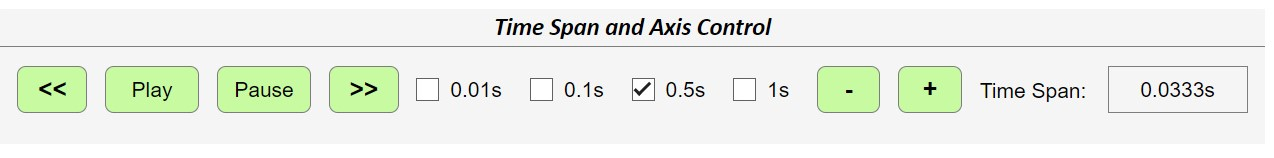 Time Span and Axis Control
<< Play Pause >> 0.01s 0.1s 0.5s 1s - + Time Span: 0.0333s